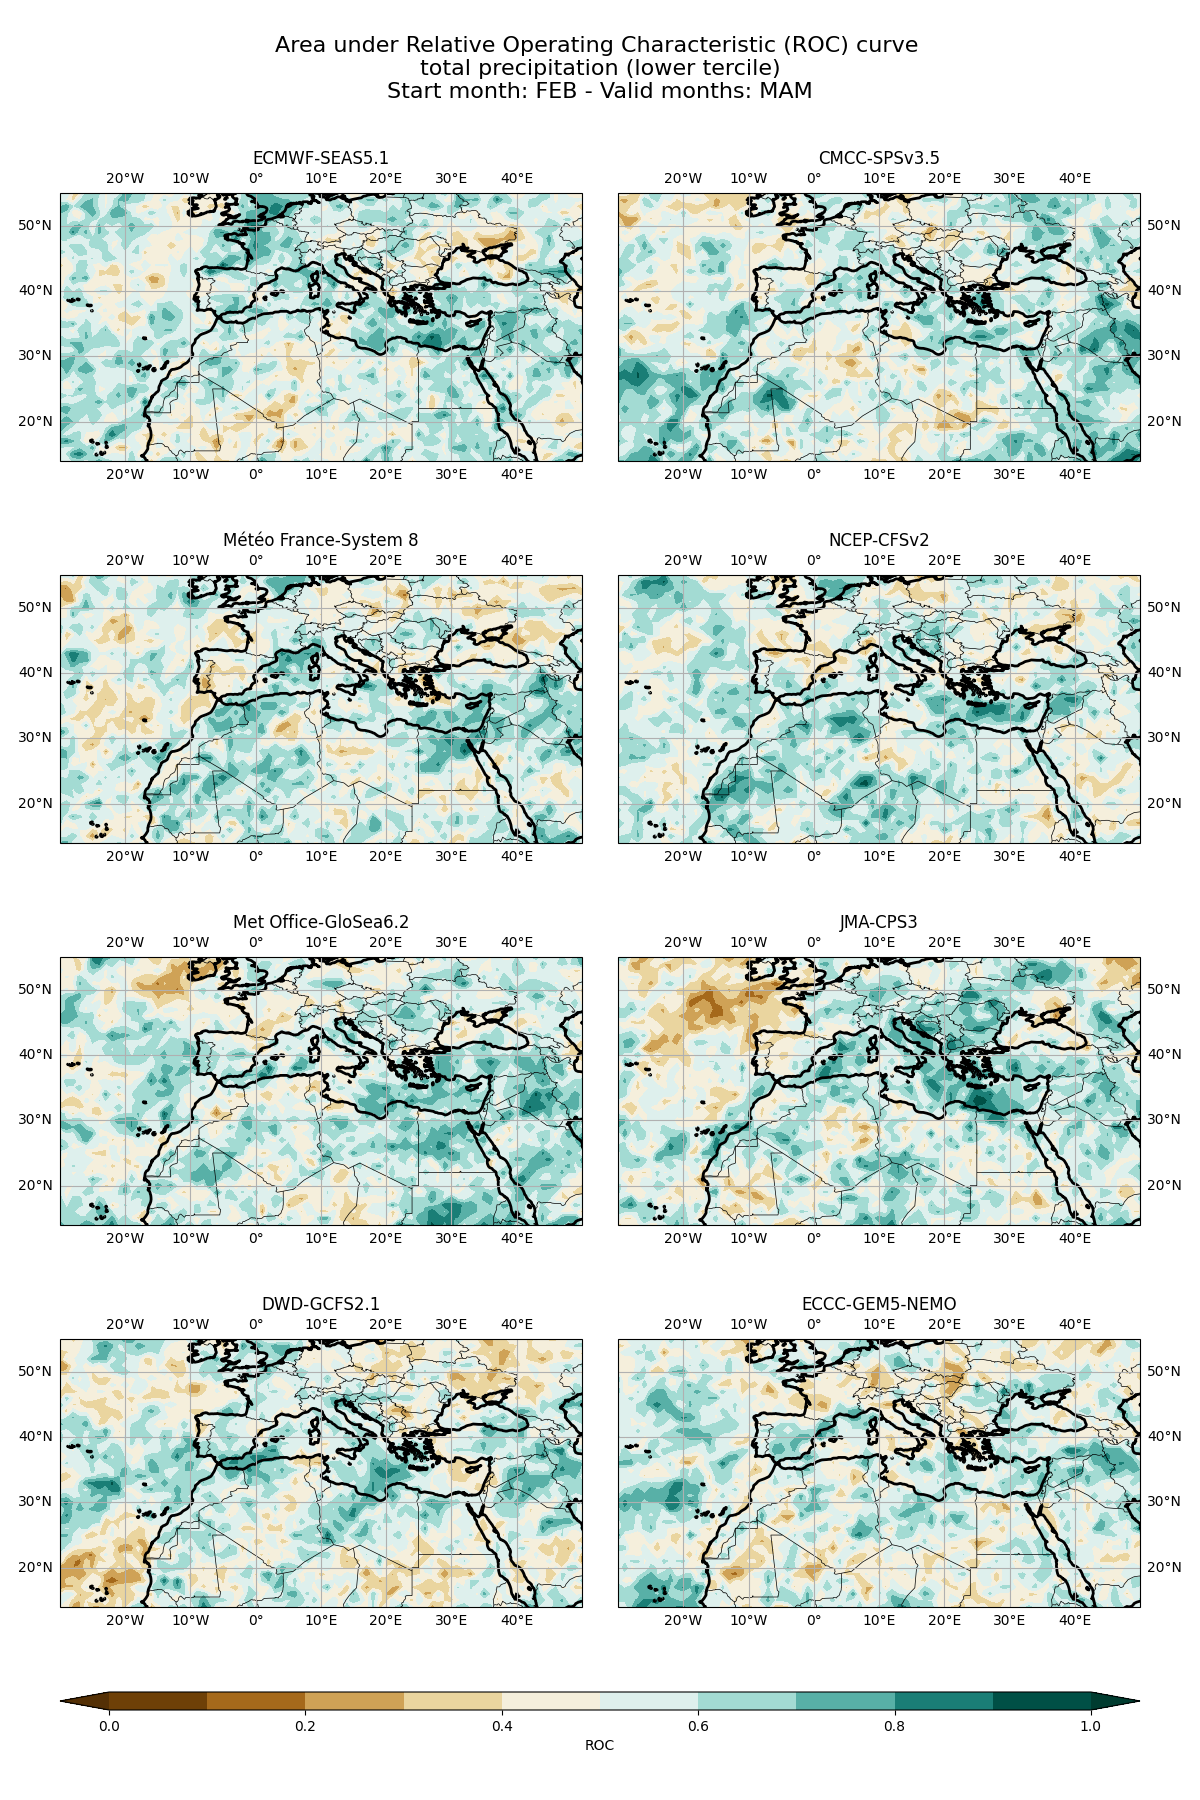 Area under Relative Operating Characteristic (ROC) curve
total precipitation (lower tercile)
Start month: FEB - Valid months: MAM
ECMWF-SEAS5.1
20°W 10°W 0° 10°E 20°E 30°E 40°E
50°N
40°N
30°N
20°N
20°W 10°W 0° 10°E 20°E 30°E 40°E
CMCC-SPSv3.5
20°W 10°W 0° 10°E 20°E 30°E 40°E
50°N
40°N
30°N
20°N
20°W 10°W 0° 10°E 20°E 30°E 40°E
Météo France-System 8
20°W 10°W 0° 10°E 20°E 30°E 40°E
50°N
40°N
30°N
20°N
20°W 10°W 0° 10°E 20°E 30°E 40°E
NCEP-CFSv2
20°W 10°W 0° 10°E 20°E 30°E 40°E
50°N
40°N
30°N
20°N
20°W 10°W 0° 10°E 20°E 30°E 40°E
Met Office-GloSea6.2
20°W 10°W 0° 10°E 20°E 30°E 40°E
50°N
40°N
30°N
20°N
20°W 10°W 0° 10°E 20°E 30°E 40°E
JMA-CPS3
20°W 10°W 0° 10°E 20°E 30°E 40°E
50°N
40°N
30°N
20°N
20°W 10°W 0° 10°E 20°E 30°E 40°E
DWD-GCFS2.1
20°W 10°W 0° 10°E 20°E 30°E 40°E
50°N
40°N
30°N
20°N
20°W 10°W 0° 10°E 20°E 30°E 40°E
ECCC-GEM5-NEMO
20°W 10°W 0° 10°E 20°E 30°E 40°E
50°N
40°N
30°N
20°N
20°W 10°W 0° 10°E 20°E 30°E 40°E
0.0 0.2 0.4 0.6 0.8 1.0
ROC